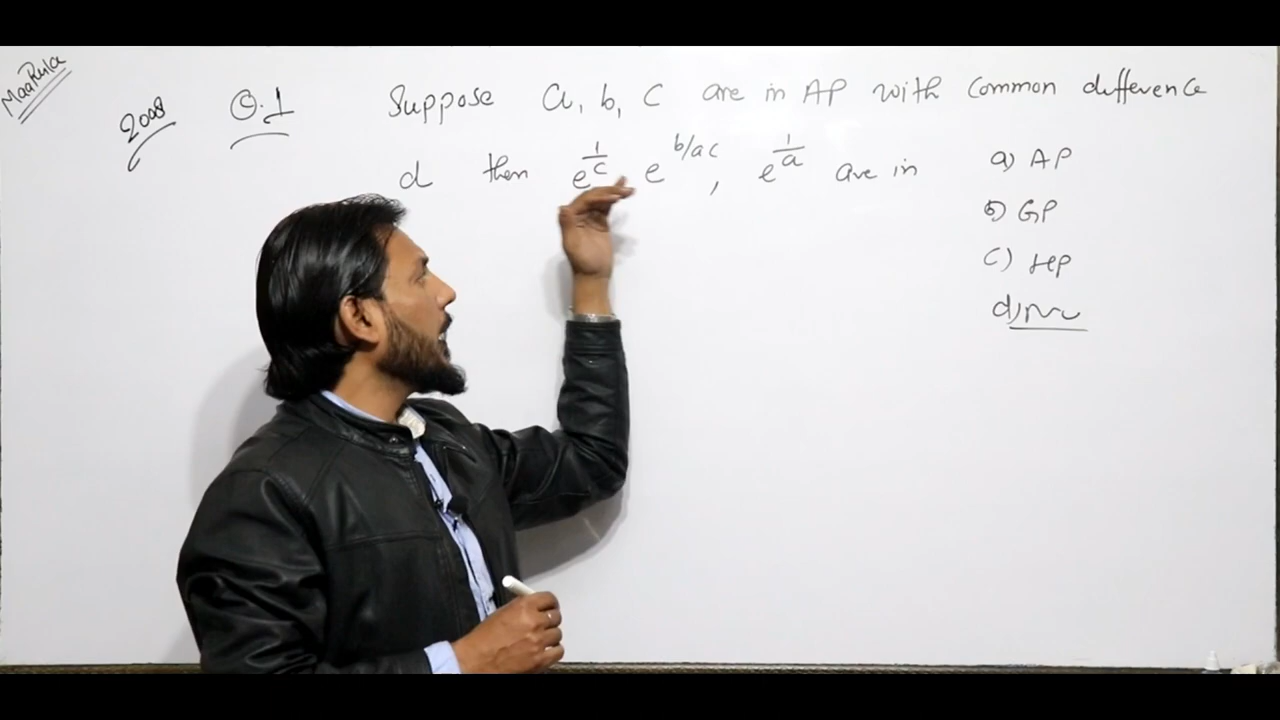 MaaRula
2008 Q.1 Suppose a, b, c are in AP with common difference
d then e^{1/c} e^{b/ac}, e^{1/a} are in
a) AP
b) GP
c) HP
d)